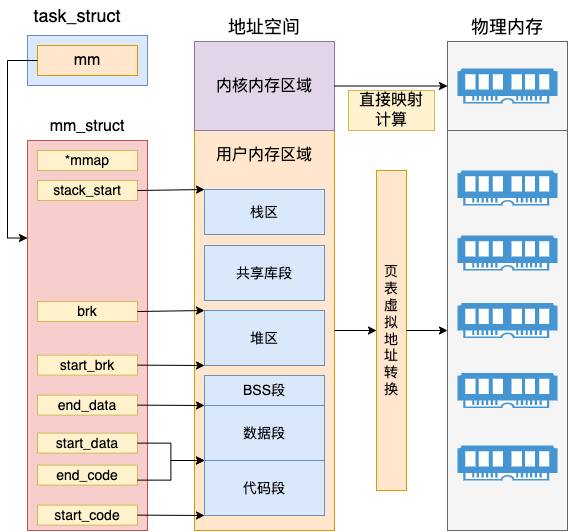 task_struct
mm
mm_struct
*mmap
stack_start
brk
start_brk
end_data
start_data
end_code
start_code
地址空间
内核内存区域
用户内存区域
栈区
共享库段
堆区
BSS段
数据段
代码段
直接映射
计算
页表虚拟地址转换
物理内存